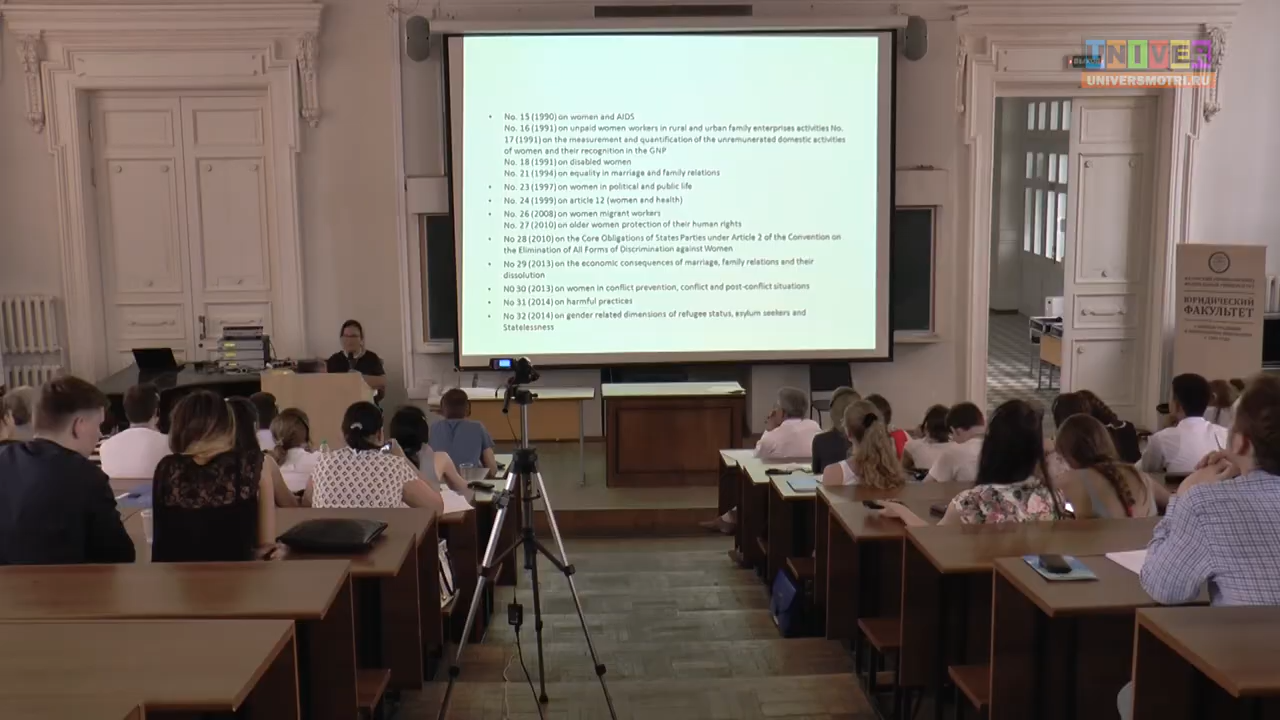 UNIVER
UNIVERSMOTRI.RU
No. 15 (1990) on women and AIDS
No. 16 (1991) on unpaid women workers in rural and urban family enterprises activities No.
17 (1991) on the measurement and quantification of the unremunerated domestic activities
of women and their recognition in the GNP
No. 18 (1991) on disabled women
No. 21 (1994) on equality in marriage and family relations
No. 23 (1997) on women in political and public life
No. 24 (1999) on article 12 (women and health)
No. 26 (2008) on women migrant workers
No. 27 (2010) on older women protection of their human rights
No 28 (2010) on the Core Obligations of States Parties under Article 2 of the Convention on
the Elimination of All Forms of Discrimination against Women
No 29 (2013) on the economic consequences of marriage, family relations and their
dissolution
NO 30 (2013) on women in conflict prevention, conflict and post-conflict situations
No 31 (2014) on harmful practices
No 32 (2014) on gender related dimensions of refugee status, asylum seekers and
Statelessness
ЮРИДИЧЕСКИЙ
ФАКУЛЬТЕТ